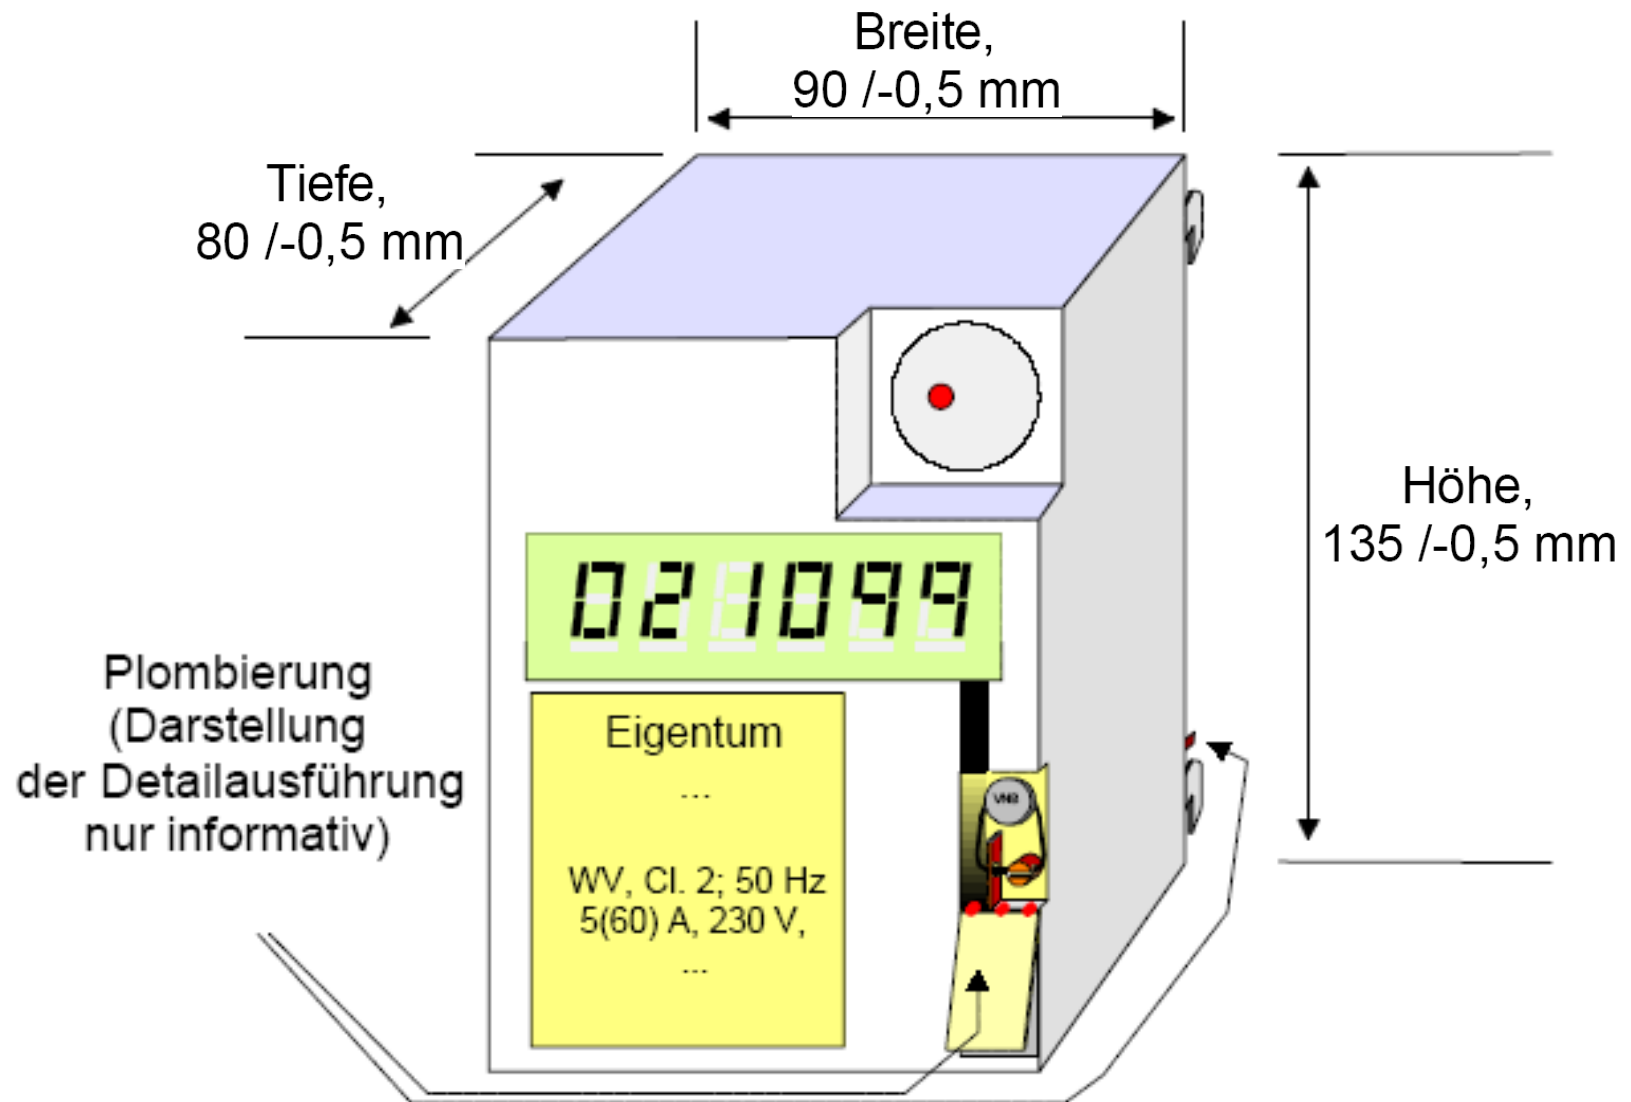 Breite,
90 /-0,5 mm
Tiefe,
80 /-0,5 mm
Höhe,
135 /-0,5 mm
021099
Plombierung
(Darstellung
der Detailausführung
nur informativ)
Eigentum
...
WV, Cl. 2; 50 Hz
5(60) A, 230 V,
...
VNB